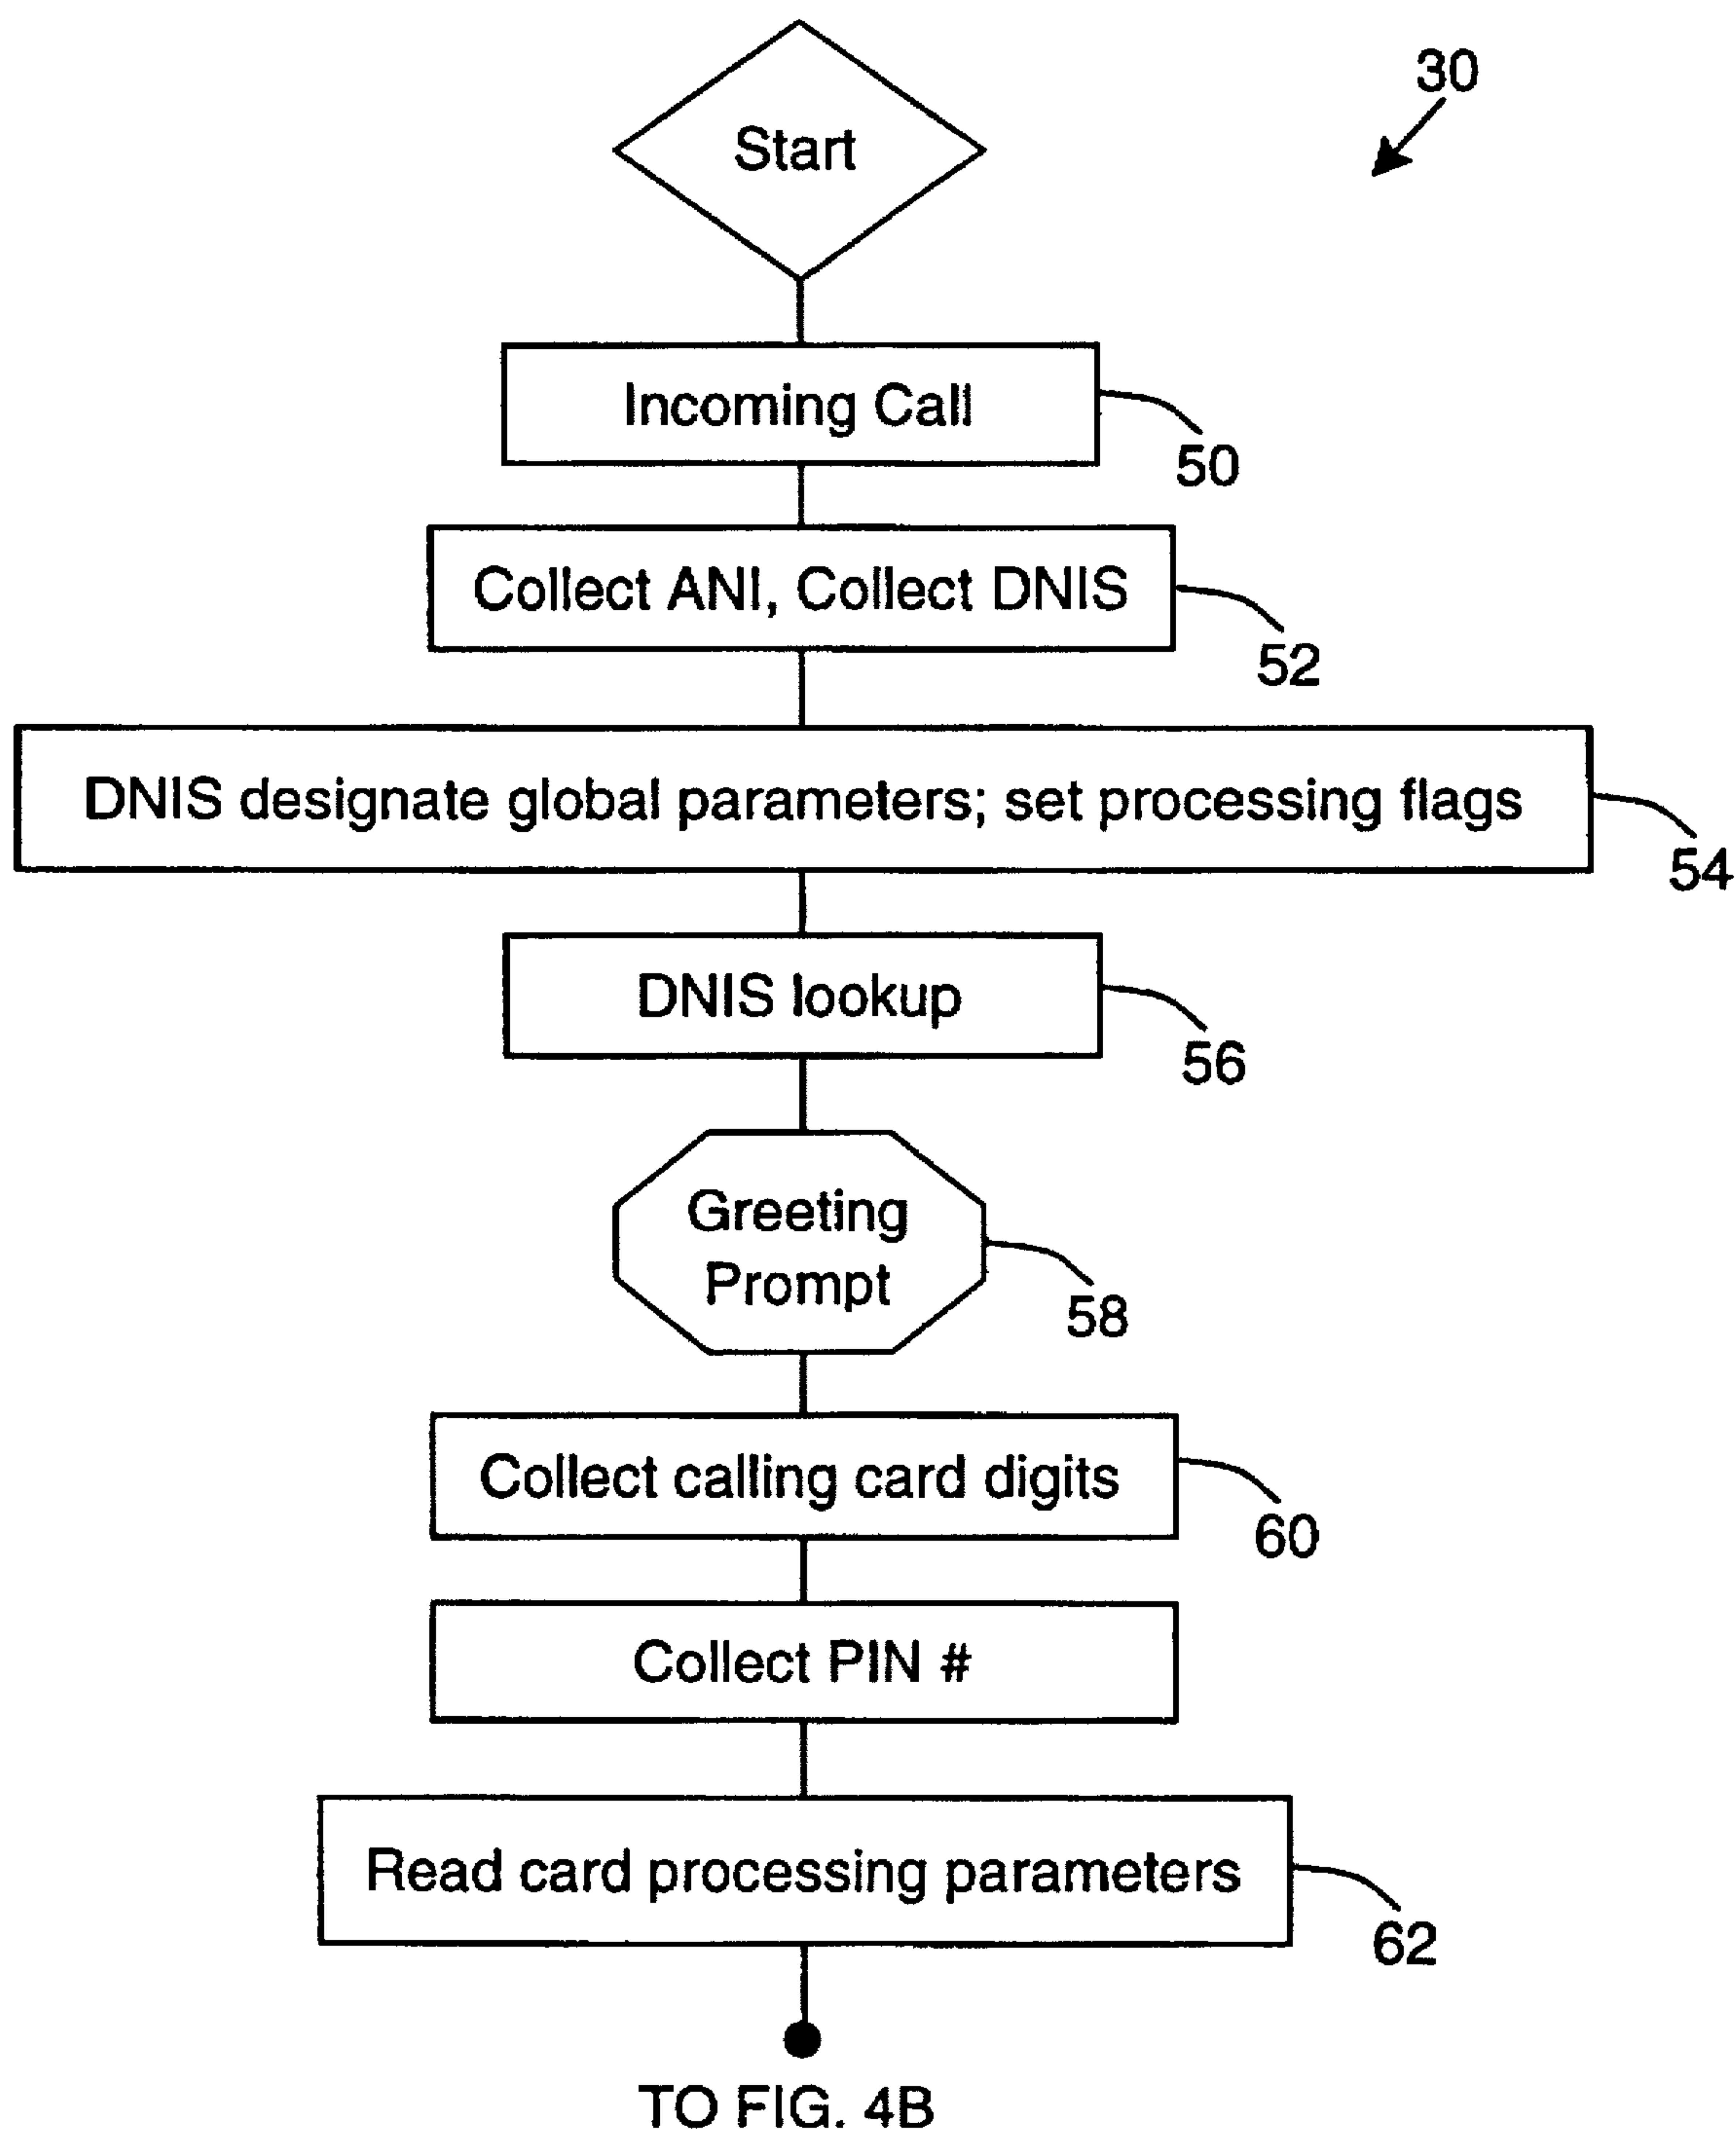 30
Start
Incoming Call
50
Collect ANI, Collect DNIS
52
DNIS designate global parameters; set processing flags
54
DNIS lookup
56
Greeting
Prompt
58
Collect calling card digits
60
Collect PIN #
Read card processing parameters
62
TO FIG. 4B